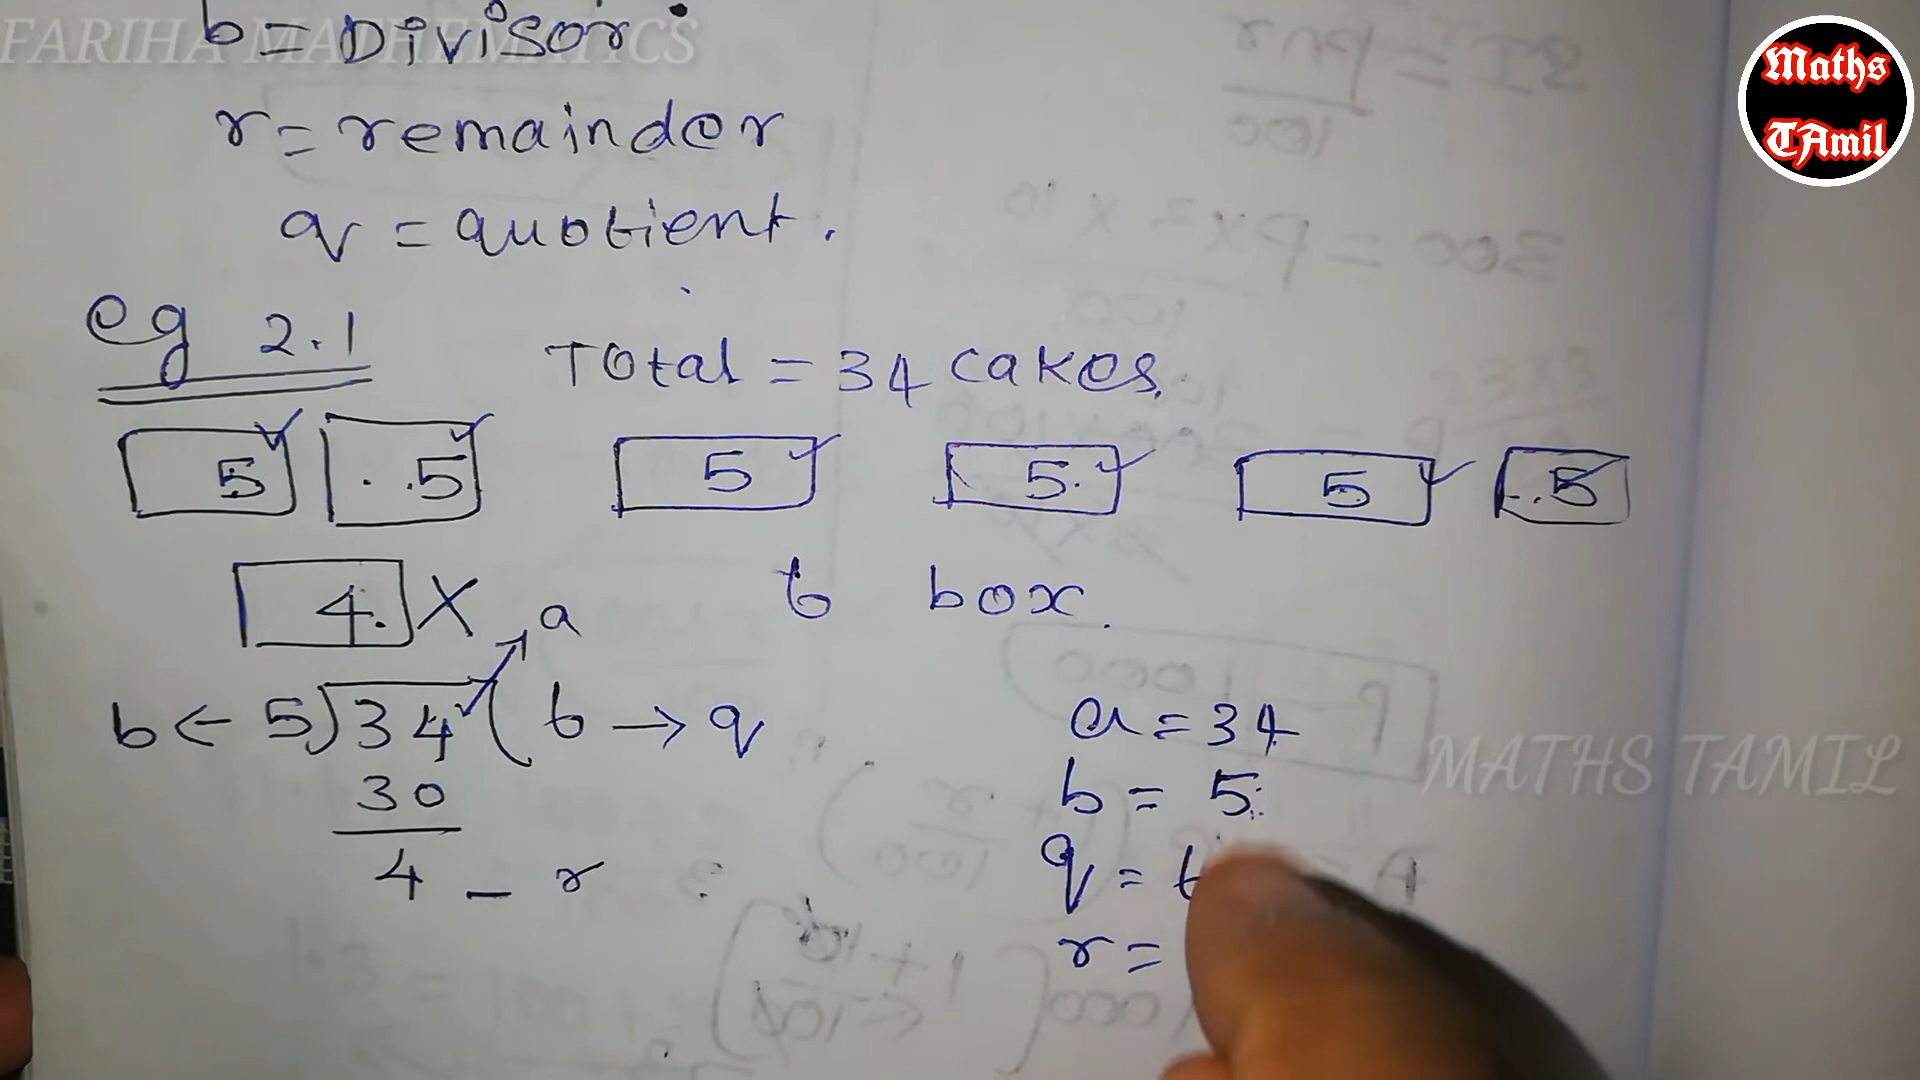 FARIHA MATHEMATICS
b = Divisor
r = remainder
q = quotient.
Maths
TAmil
eg 2.1
Total = 34 cakes.
5 5 5 5 5 5
4. X
6 box.
a
b ← 5) 34 ( 6 → q
30
4 – r
a = 34
b = 5
q = 6
r =
MATHS TAMIL